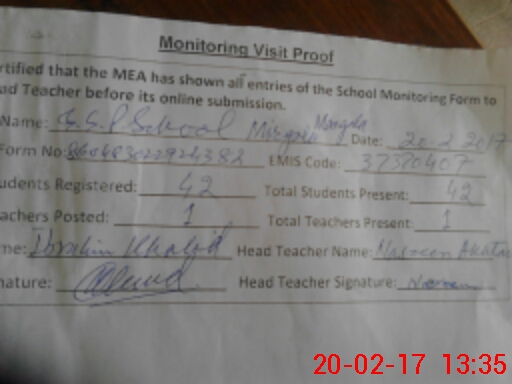 Monitoring Visit Proof
rtified that the MEA has shown all entries of the School Monitoring Form to
ad Teacher before its online submission.
Name: School Mangola Date: 20-2-2017
Form No: EMIS Code: 37370407
udents Registered: 42 Total Students Present: 42
achers Posted: 1 Total Teachers Present: 1
me: Ibrahim Khalid Head Teacher Name:
nature: Head Teacher Signature:
20-02-17 13:35